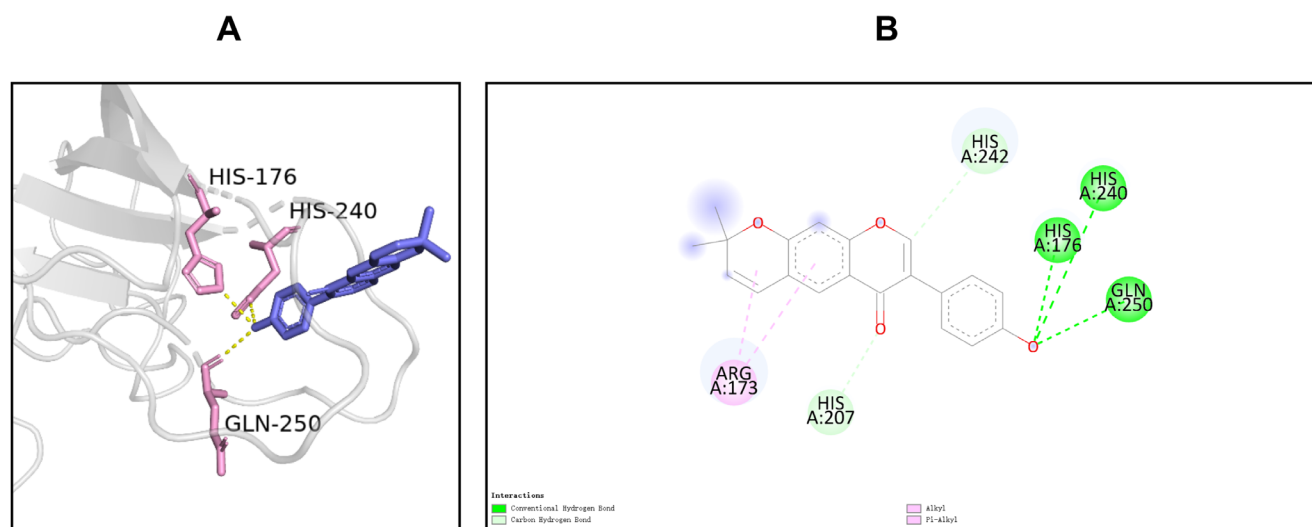 A
B
HIS-176
HIS-240
GLN-250
HIS
A:242
HIS
A:240
HIS
A:176
GLN
A:250
O
O
O
O
ARG
A:173
HIS
A:207
Interactions
Conventional Hydrogen Bond
Carbon Hydrogen Bond
Alkyl
Pi-Alkyl